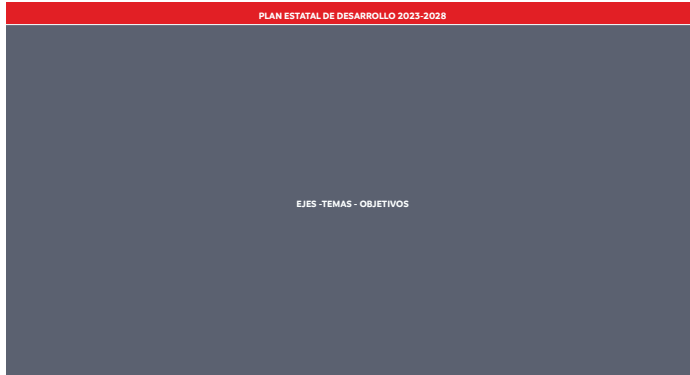 PLAN ESTATAL DE DESARROLLO 2023-2028
EJES -TEMAS - OBJETIVOS